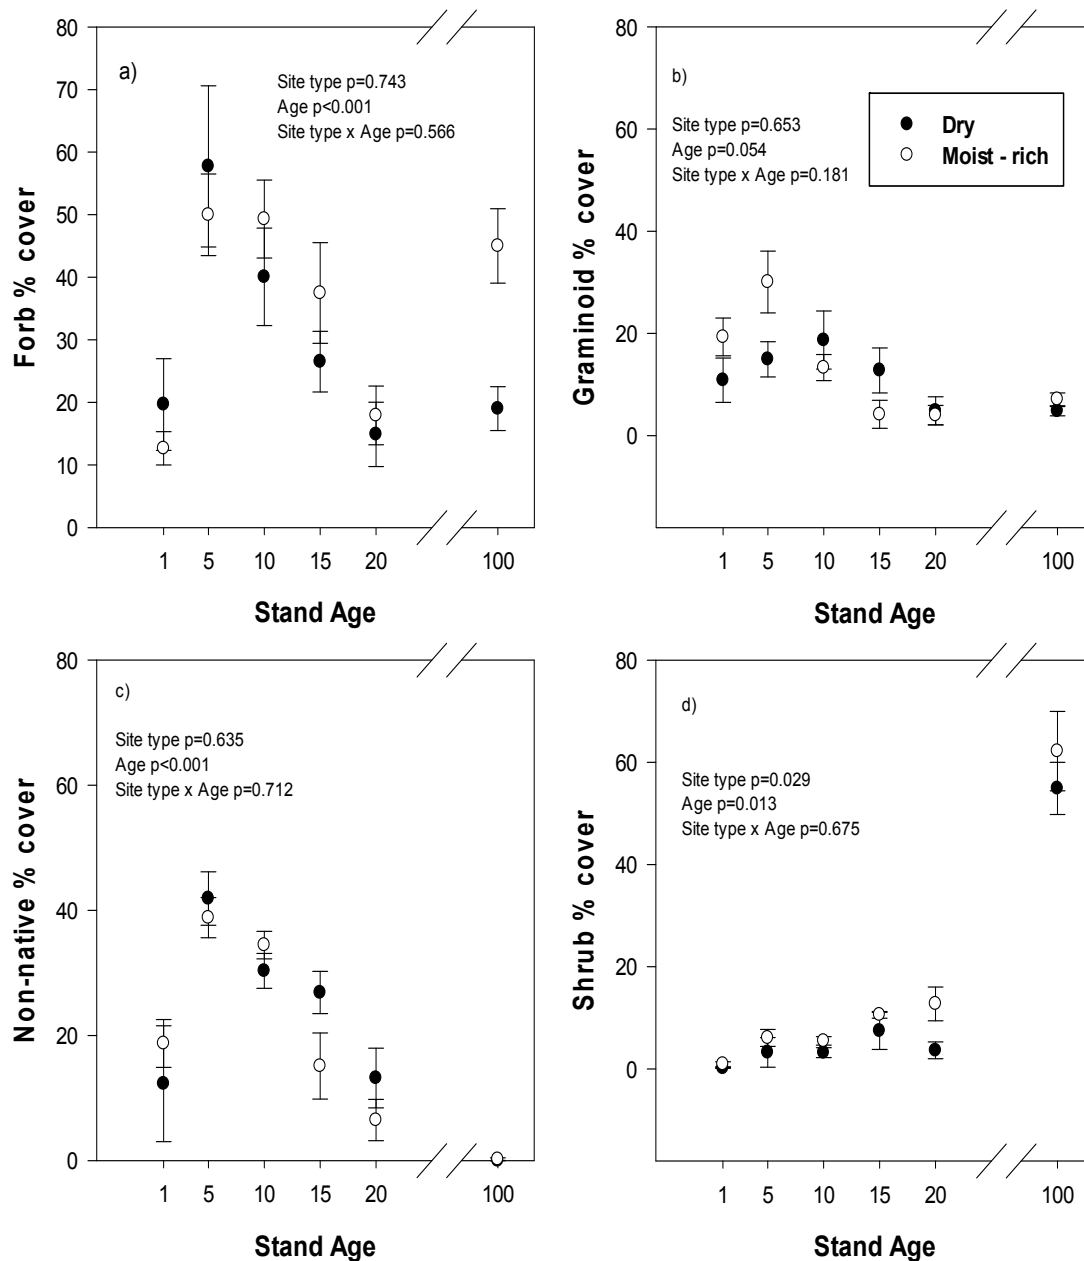 a)
Site type p=0.743
Age p<0.001
Site type x Age p=0.566
Forb % cover
80
70
60
50
40
30
20
10
0
1 5 10 15 20 100
Stand Age
b)
Site type p=0.653
Age p=0.054
Site type x Age p=0.181
Dry
Moist - rich
Graminoid % cover
80
60
40
20
0
1 5 10 15 20 100
Stand Age
c)
Site type p=0.635
Age p<0.001
Site type x Age p=0.712
Non-native % cover
80
60
40
20
0
1 5 10 15 20 100
Stand Age
d)
Site type p=0.029
Age p=0.013
Site type x Age p=0.675
Shrub % cover
80
60
40
20
0
1 5 10 15 20 100
Stand Age